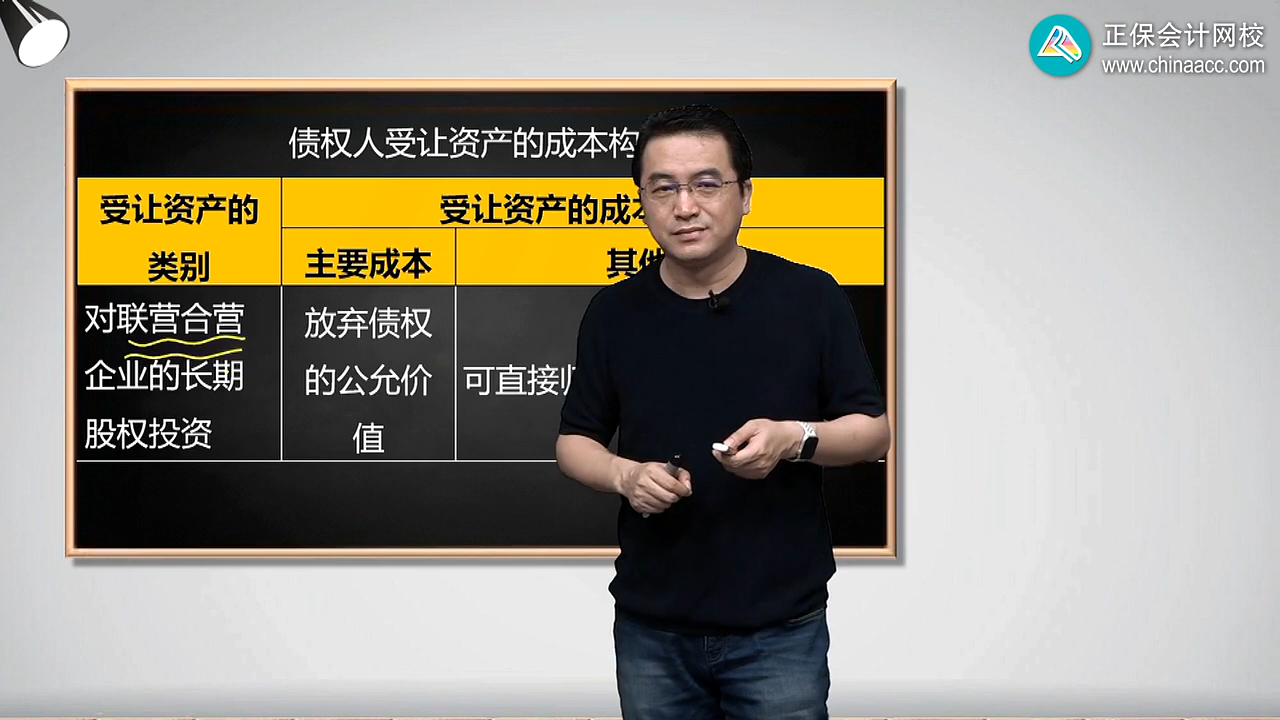 正保会计网校
www.chinaacc.com
债权人受让资产的成本构
受让资产的
类别
受让资产的成本
主要成本
其他
对联营合营
企业的长期
股权投资
放弃债权
的公允价
值
可直接归